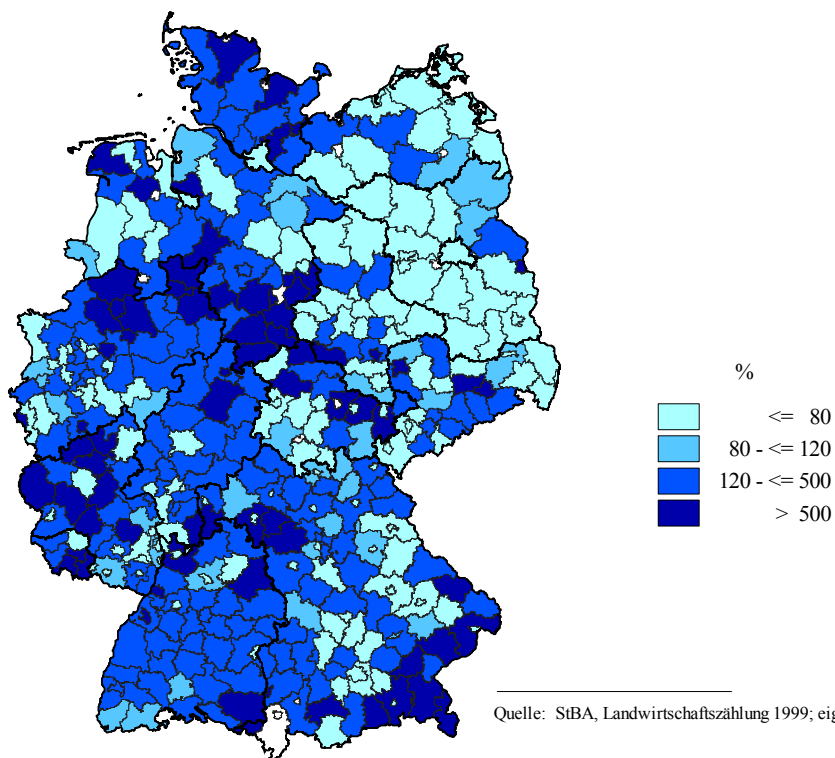 %
<= 80
80 - <= 120
120 - <= 500
> 500
Quelle: StBA, Landwirtschaftszählung 1999; eig